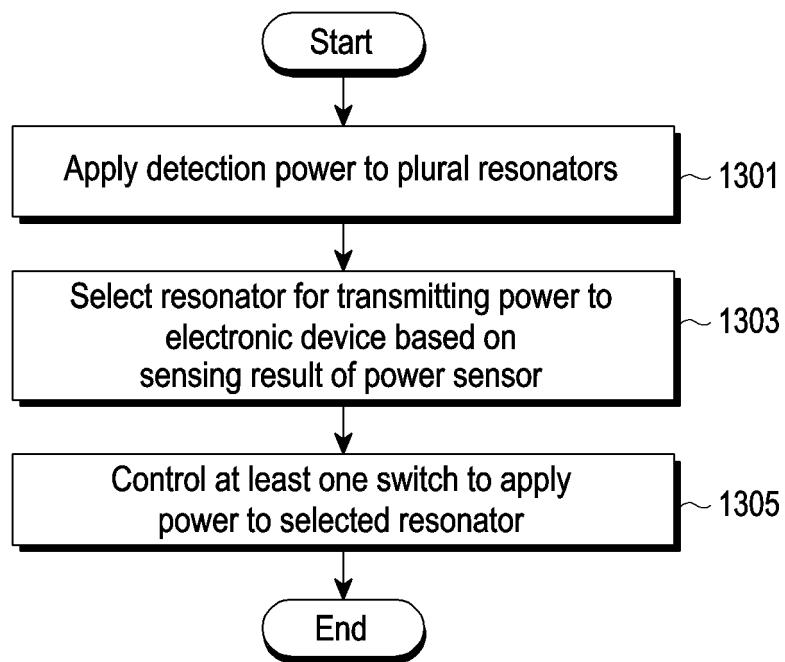 Start
Apply detection power to plural resonators
1301
Select resonator for transmitting power to
electronic device based on
sensing result of power sensor
1303
Control at least one switch to apply
power to selected resonator
1305
End